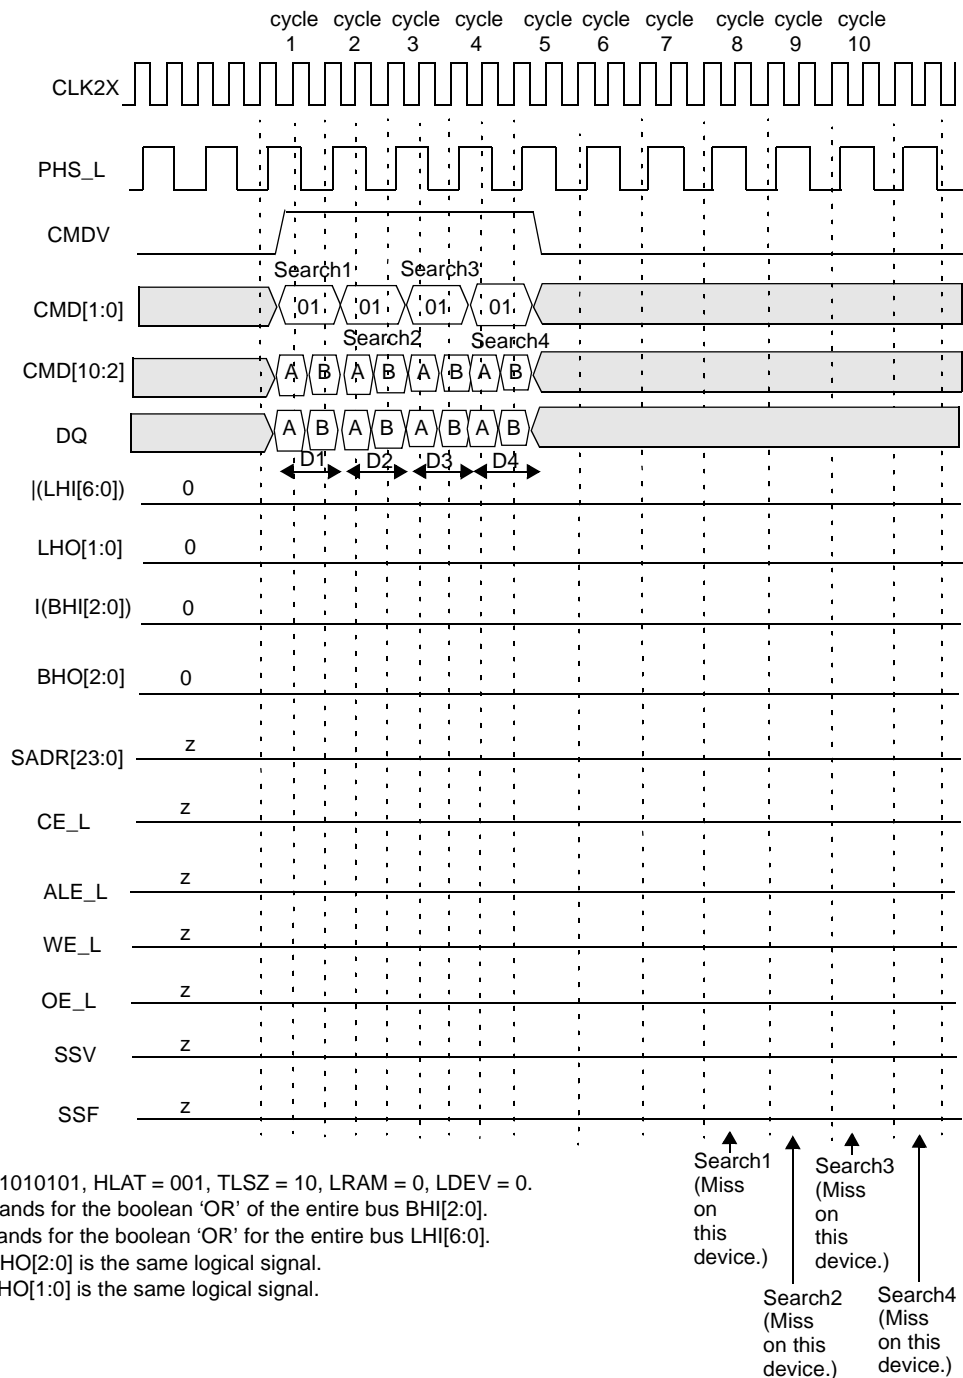 cycle cycle cycle cycle cycle cycle cycle cycle cycle cycle
1 2 3 4 5 6 7 8 9 10
CLK2X
PHS_L
CMDV
Search1 Search3
CMD[1:0] 01 01 01 01
Search2 Search4
CMD[10:2] A B A B A B A B
DQ A B A B A B A B
D1 D2 D3 D4
|(LHI[6:0]) 0
LHO[1:0] 0
I(BHI[2:0]) 0
BHO[2:0] 0
SADR[23:0] z
CE_L z
ALE_L z
WE_L z
OE_L z
SSV z
SSF z
Search1
(Miss
on
this
device.)
Search3
(Miss
on
this
device.)
Search2
(Miss
on this
device.)
Search4
(Miss
on this
device.)
1010101, HLAT = 001, TLSZ = 10, LRAM = 0, LDEV = 0.
ands for the boolean ‘OR’ of the entire bus BHI[2:0].
ands for the boolean ‘OR’ for the entire bus LHI[6:0].
HO[2:0] is the same logical signal.
HO[1:0] is the same logical signal.